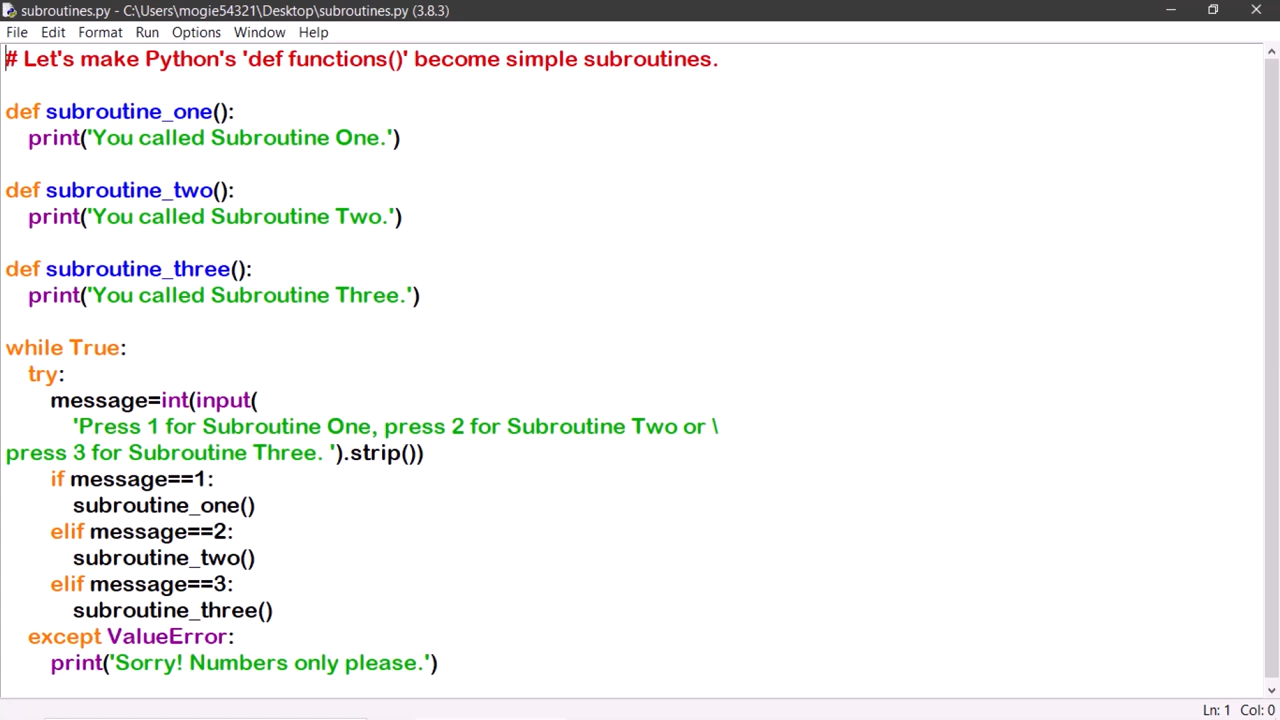 subroutines.py - C:\Users\mogie54321\Desktop\subroutines.py (3.8.3)
File Edit Format Run Options Window Help
# Let's make Python's 'def functions()' become simple subroutines.

def subroutine_one():
    print('You called Subroutine One.')

def subroutine_two():
    print('You called Subroutine Two.')

def subroutine_three():
    print('You called Subroutine Three.')

while True:
    try:
        message=int(input(
            'Press 1 for Subroutine One, press 2 for Subroutine Two or \
press 3 for Subroutine Three. ').strip())
        if message==1:
            subroutine_one()
        elif message==2:
            subroutine_two()
        elif message==3:
            subroutine_three()
    except ValueError:
        print('Sorry! Numbers only please.')
Ln: 1 Col: 0